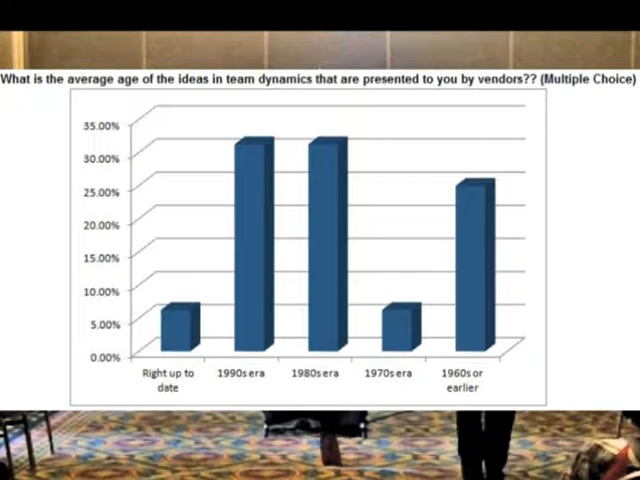 What is the average age of the ideas in team dynamics that are presented to you by vendors?? (Multiple Choice)
35.00%
30.00%
25.00%
20.00%
15.00%
10.00%
5.00%
0.00%
Right up to date
1990s era
1980s era
1970s era
1960s or earlier